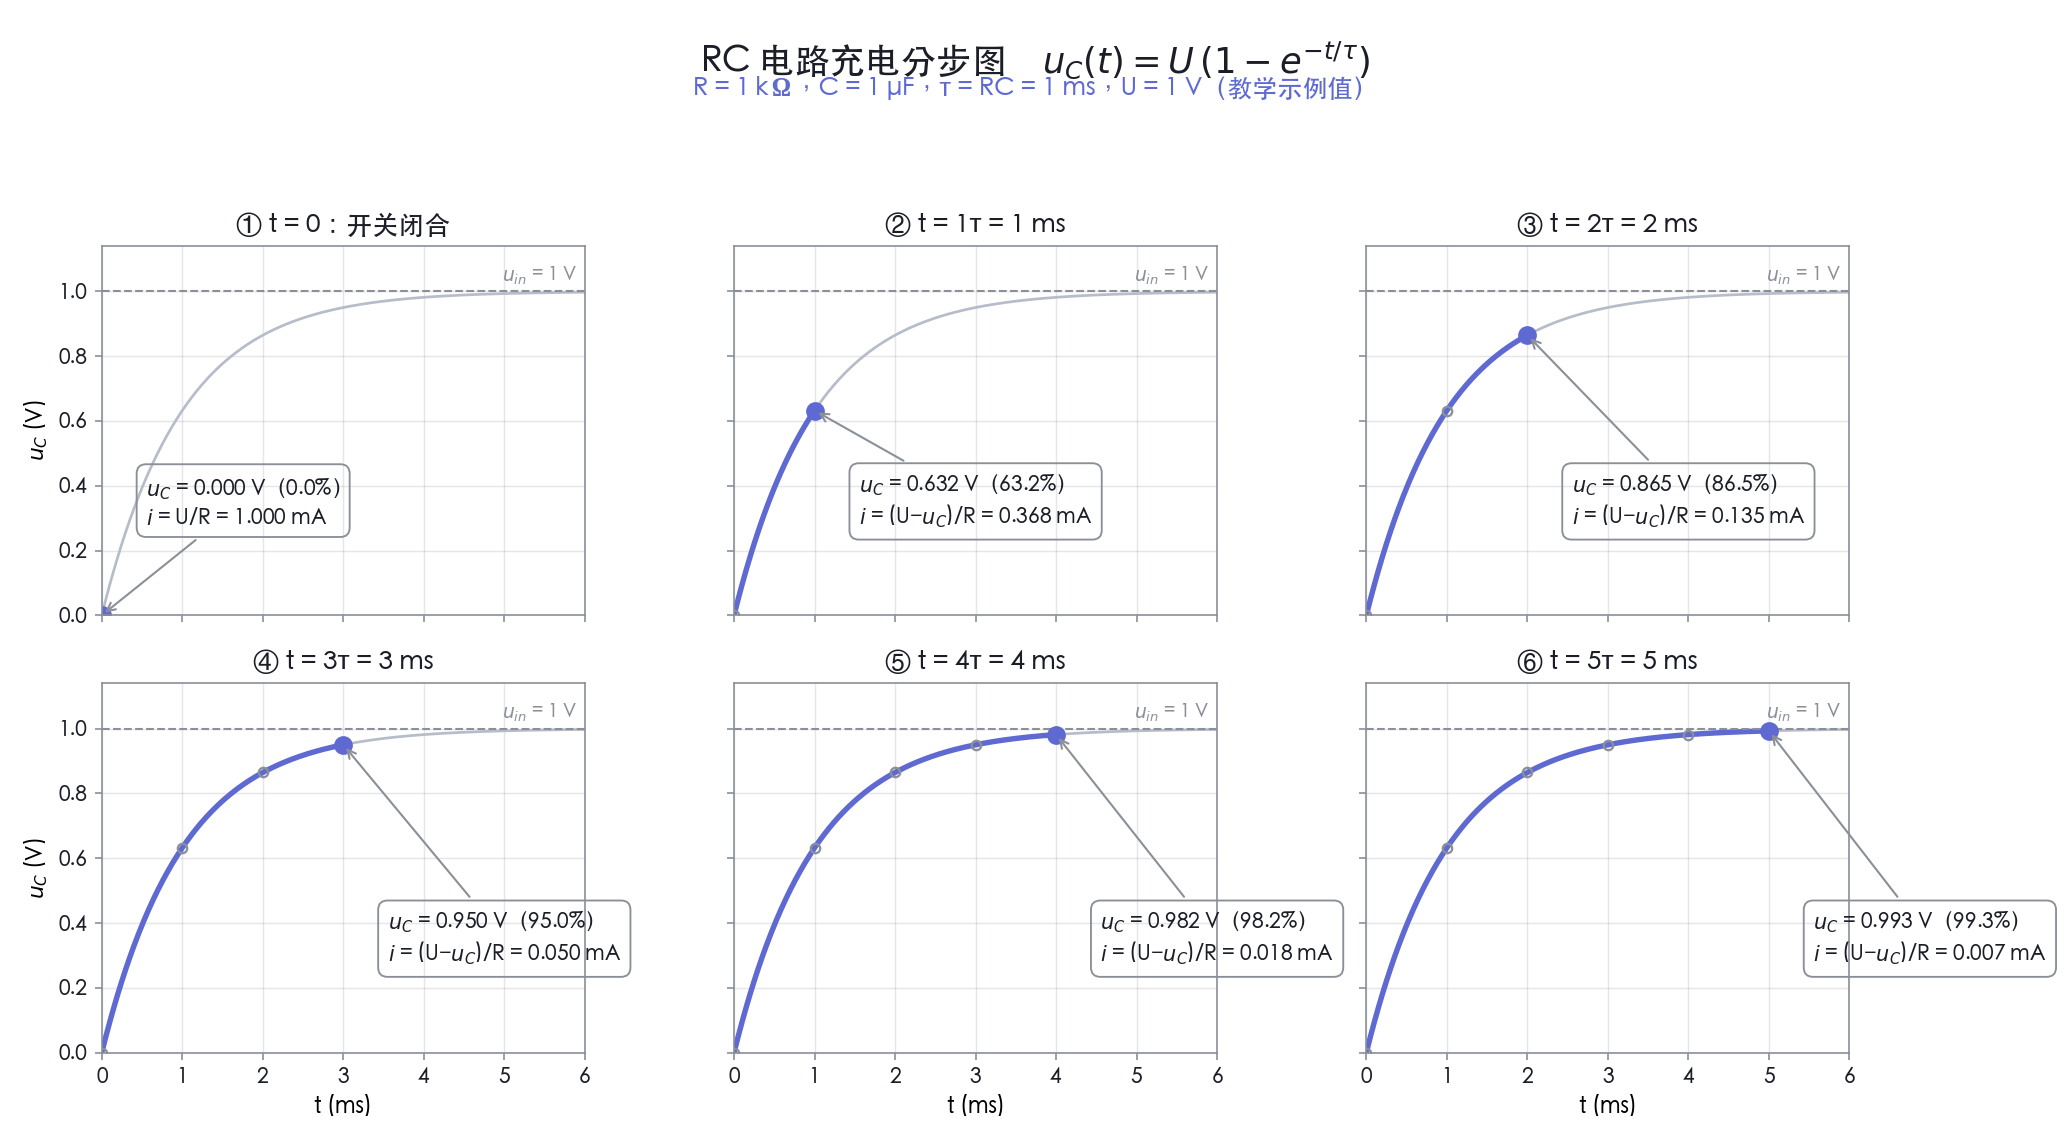 RC 电路充电分步图 u_C(t) = U (1 − e^{−t/τ})
R = 1 kΩ，C = 1 µF，τ = RC = 1 ms，U = 1 V（教学示例值）
① t = 0：开关闭合
u_in = 1 V
1.0
0.8
0.6
0.4
0.2
0.0
u_C (V)
u_C = 0.000 V (0.0%)
i = U/R = 1.000 mA
② t = 1τ = 1 ms
u_in = 1 V
u_C = 0.632 V (63.2%)
i = (U−u_C)/R = 0.368 mA
③ t = 2τ = 2 ms
u_in = 1 V
u_C = 0.865 V (86.5%)
i = (U−u_C)/R = 0.135 mA
④ t = 3τ = 3 ms
u_in = 1 V
1.0
0.8
0.6
0.4
0.2
0.0
u_C (V)
u_C = 0.950 V (95.0%)
i = (U−u_C)/R = 0.050 mA
0 1 2 3 4 5 6
t (ms)
⑤ t = 4τ = 4 ms
u_in = 1 V
u_C = 0.982 V (98.2%)
i = (U−u_C)/R = 0.018 mA
0 1 2 3 4 5 6
t (ms)
⑥ t = 5τ = 5 ms
u_in = 1 V
u_C = 0.993 V (99.3%)
i = (U−u_C)/R = 0.007 mA
0 1 2 3 4 5 6
t (ms)